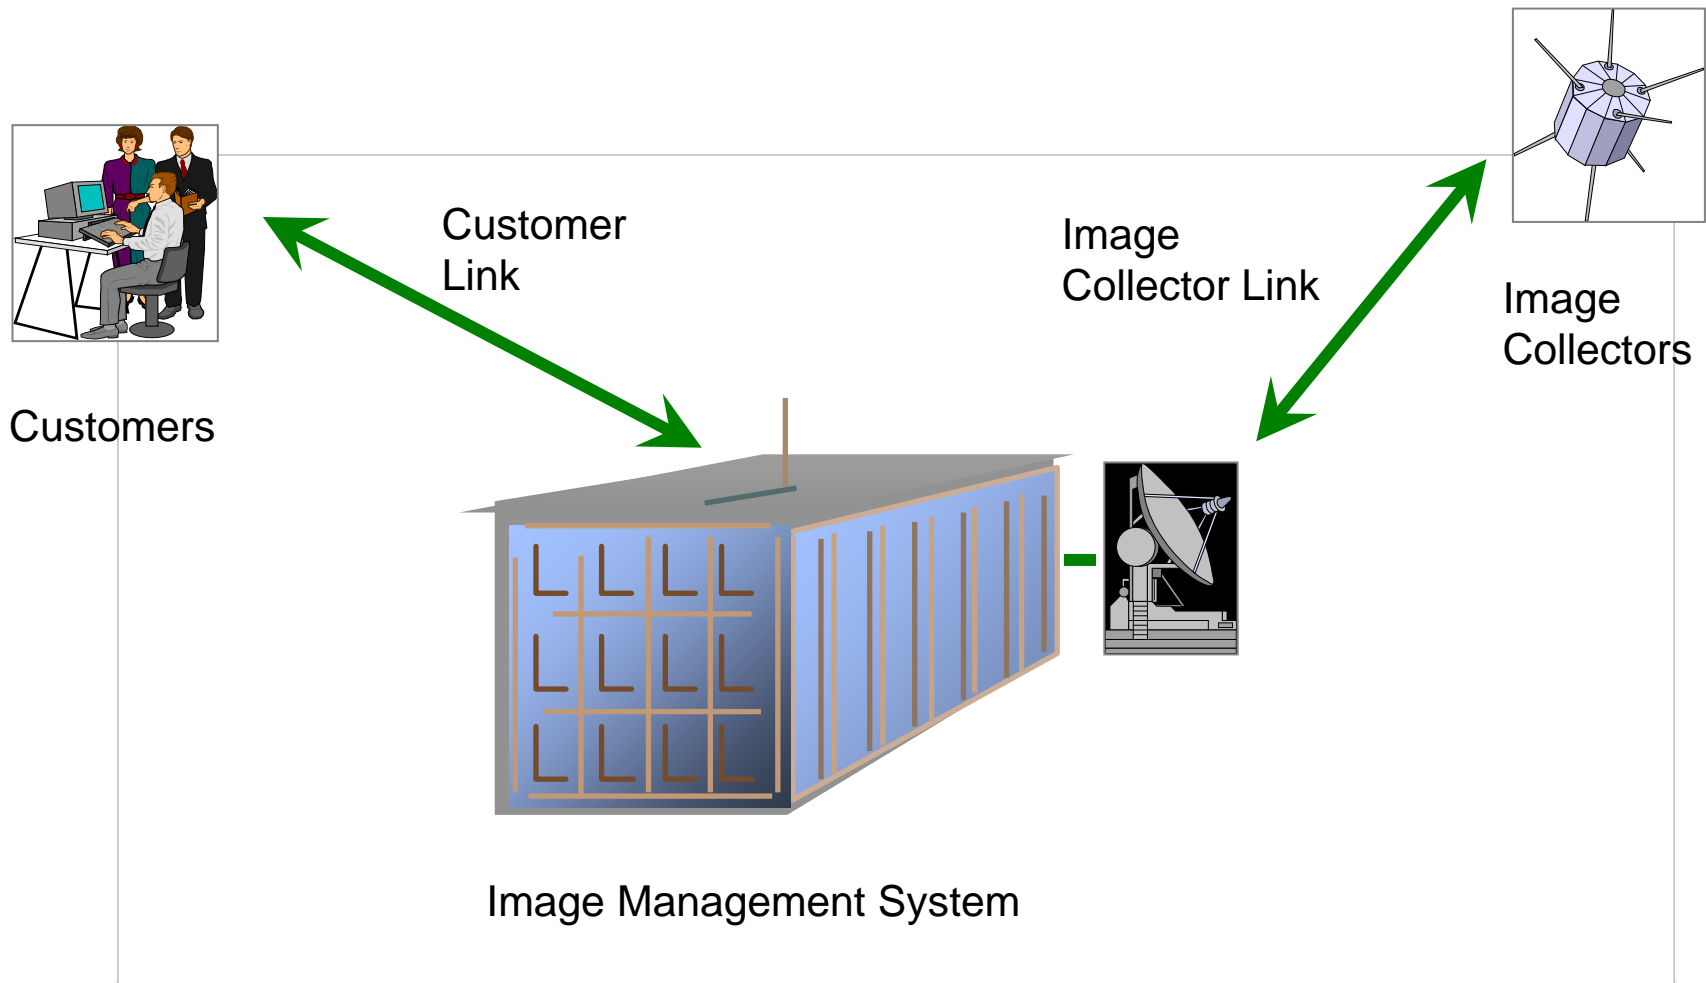 Customer
Link
Image
Collector Link
Image
Collectors
Customers
Image Management System